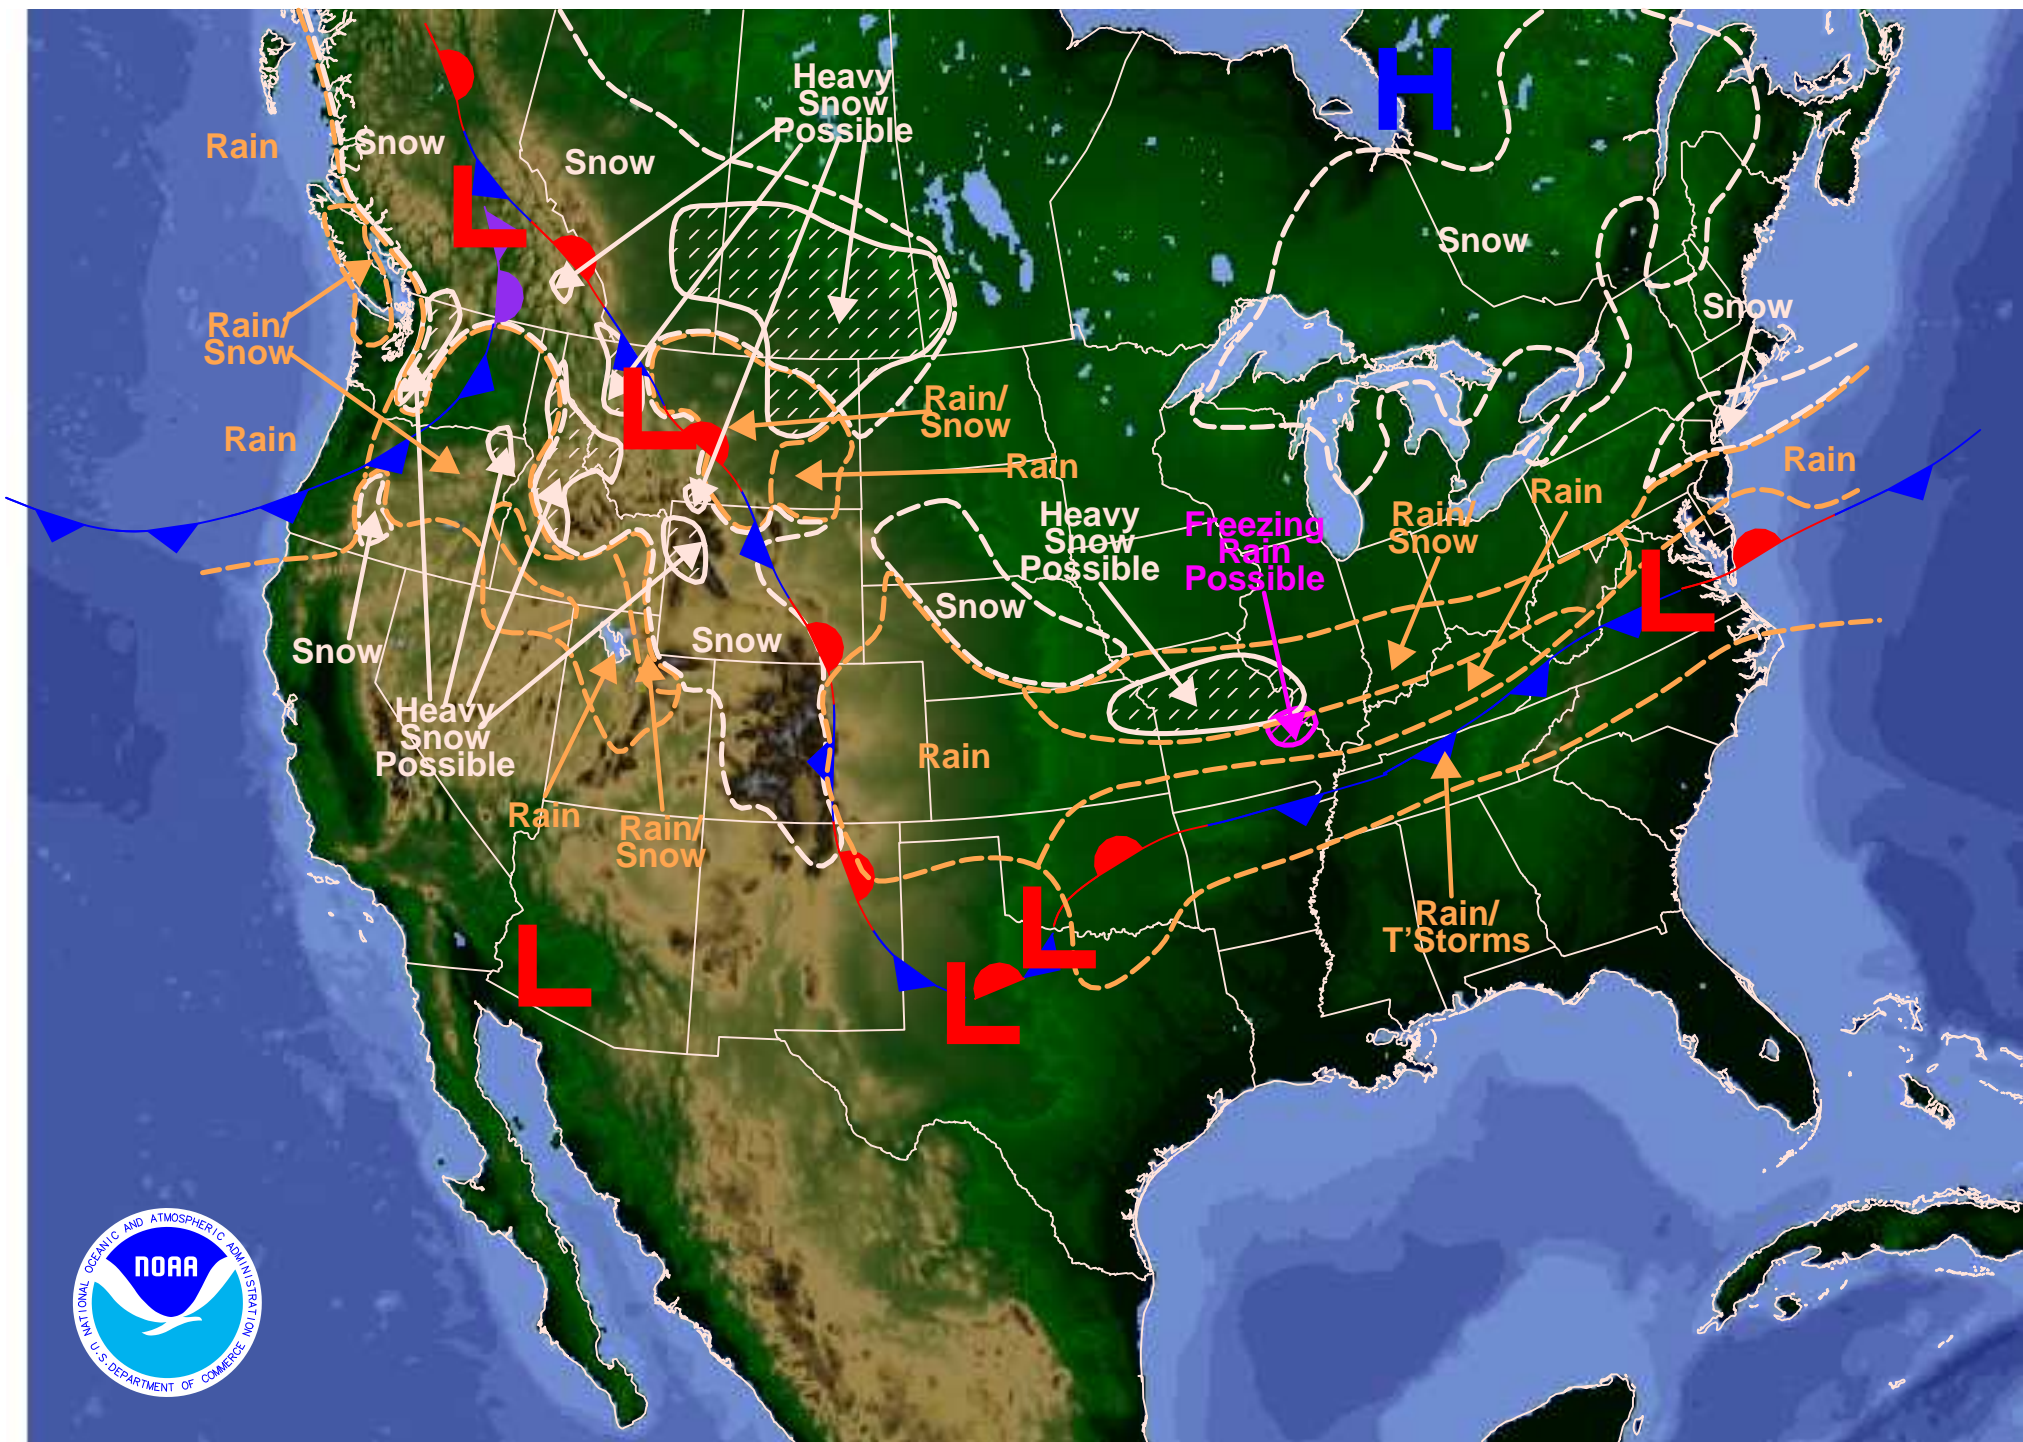 H
Heavy
Snow
Possible
Rain
Snow
Snow
L
Snow
Snow
Rain/
Snow
L
Rain/
Snow
Rain
Rain
Rain
Heavy
Snow
Possible
Freezing
Rain
Possible
Rain/
Snow
Rain
L
Snow
Snow
Snow
Heavy
Snow
Possible
Rain
Rain
Rain/
Snow
L
Rain/
T'Storms
L
L
NATIONAL OCEANIC AND ATMOSPHERIC ADMINISTRATION
NOAA
U.S. DEPARTMENT OF COMMERCE